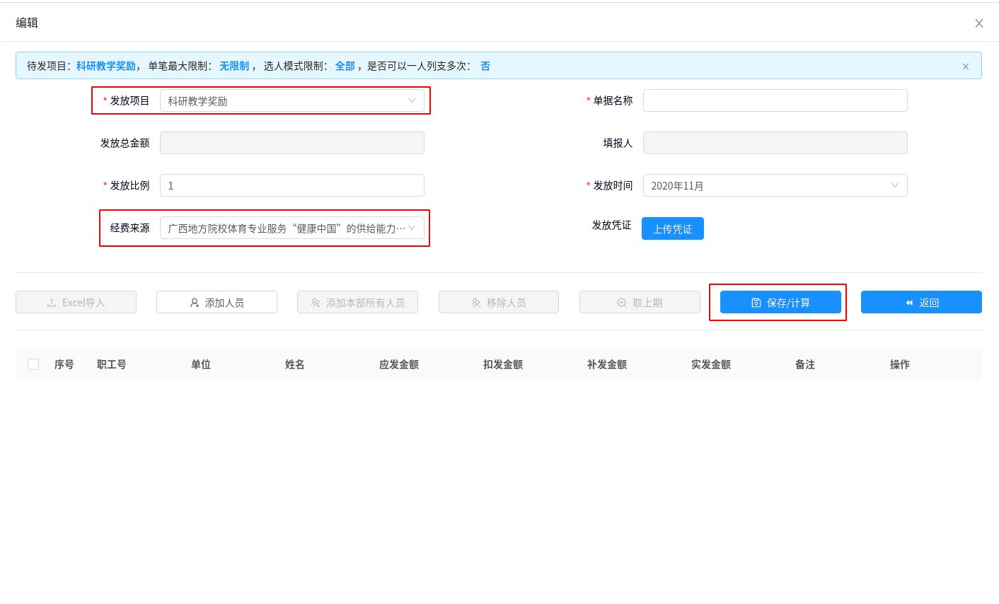 编辑
待发项目：科研教学奖励， 单笔最大限制： 无限制 ， 选人模式限制： 全部 ，是否可以一人列支多次： 否
* 发放项目 科研教学奖励 * 单据名称
发放总金额 填报人
* 发放比例 1 * 发放时间 2020年11月
经费来源 广西地方院校体育专业服务“健康中国”的供给能力… 发放凭证 上传凭证
Excel导入 添加人员 添加本部所有人员 移除人员 取上期 保存/计算 返回
序号 职工号 单位 姓名 应发金额 扣发金额 补发金额 实发金额 备注 操作